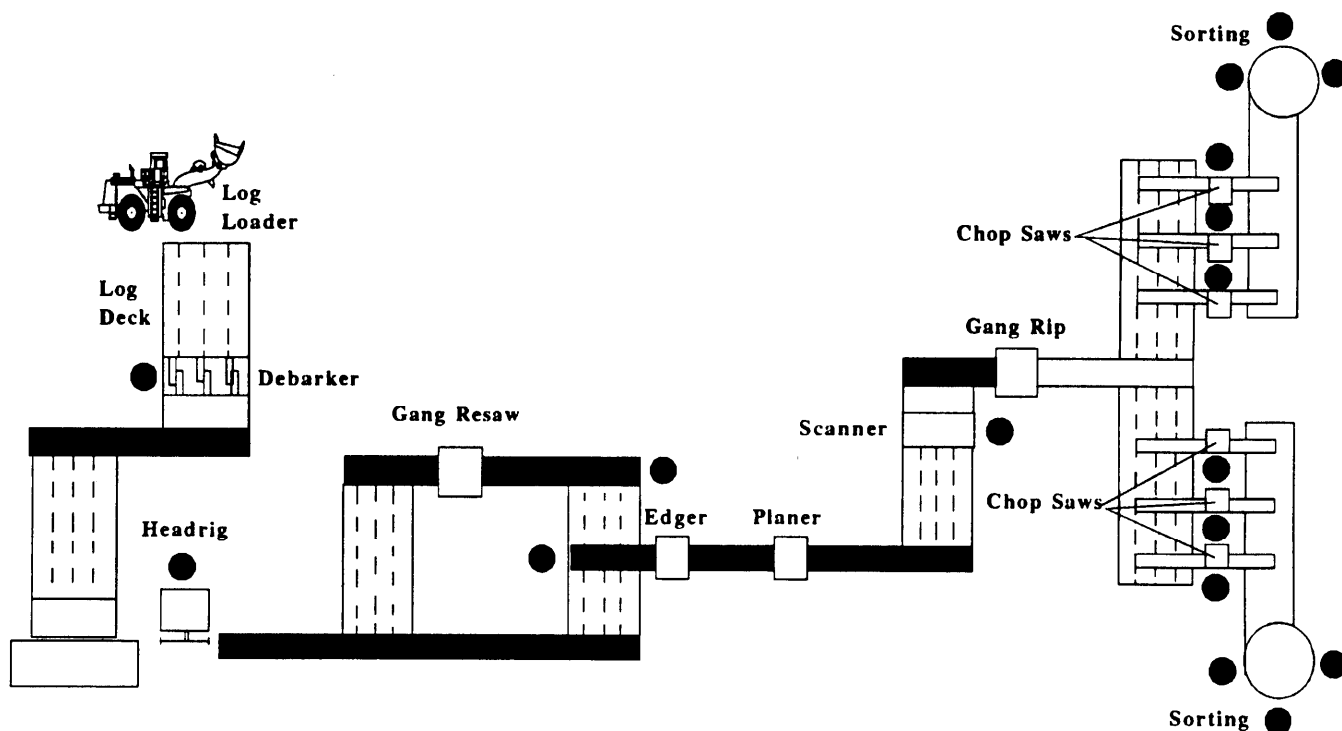 Sorting
Log
Loader
Chop Saws
Log
Deck
Gang Rip
Debarker
Gang Resaw
Scanner
Chop Saws
Edger
Planer
Headrig
Sorting